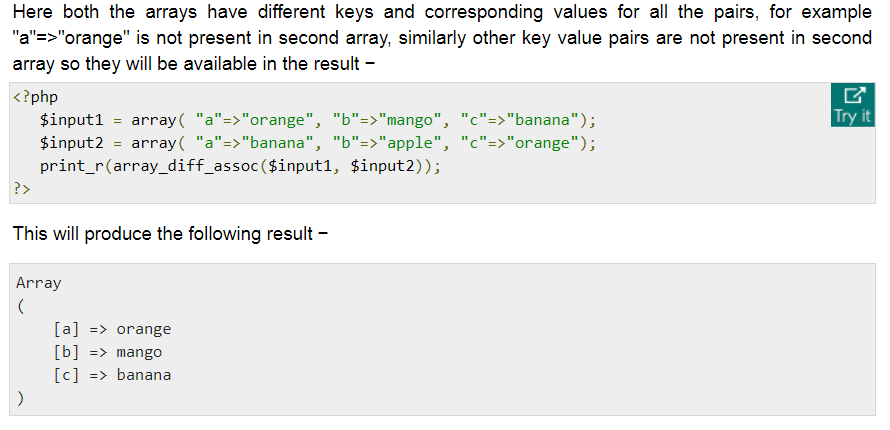 Here both the arrays have different keys and corresponding values for all the pairs, for example
"a"=>"orange" is not present in second array, similarly other key value pairs are not present in second
array so they will be available in the result −
<?php
Try it
   $input1 = array( "a"=>"orange", "b"=>"mango", "c"=>"banana");
   $input2 = array( "a"=>"banana", "b"=>"apple", "c"=>"orange");
   print_r(array_diff_assoc($input1, $input2));
?>
This will produce the following result −
Array
(
    [a] => orange
    [b] => mango
    [c] => banana
)